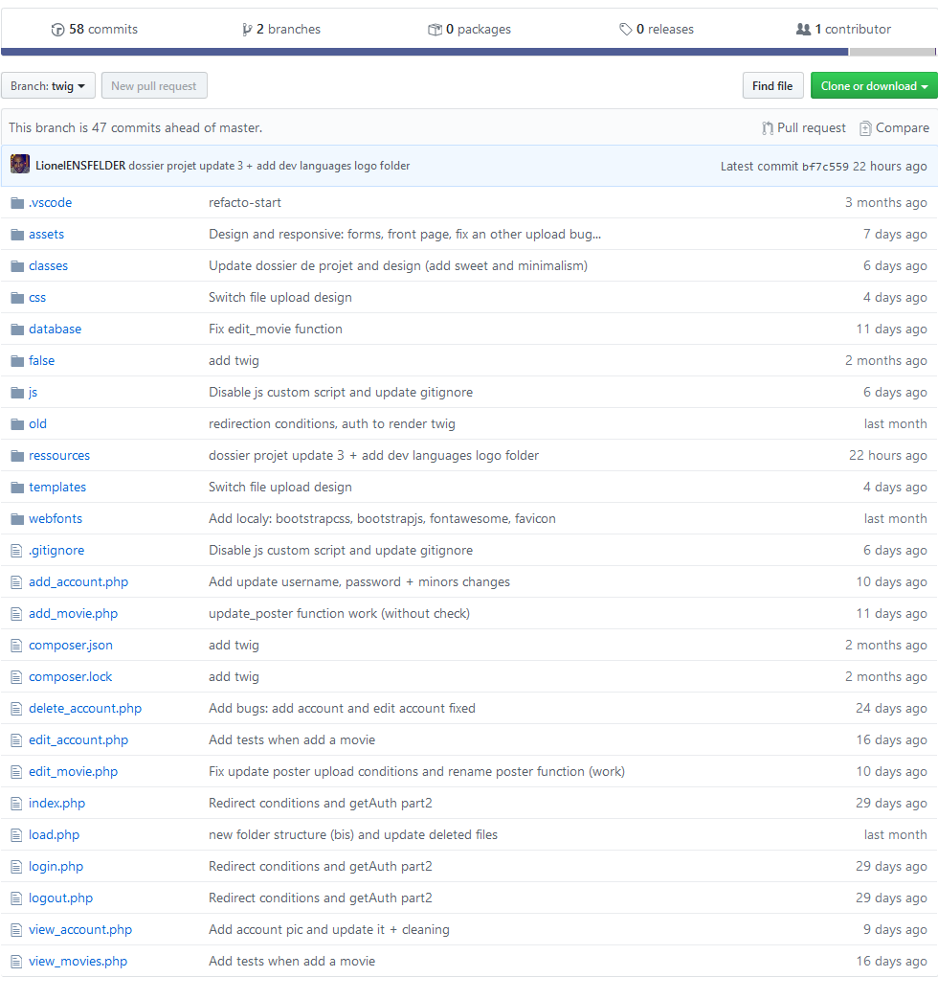 58 commits 2 branches 0 packages 0 releases 1 contributor
Branch: twig New pull request Find file Clone or download
This branch is 47 commits ahead of master. Pull request Compare
LionelENSFELDER dossier projet update 3 + add dev languages logo folder Latest commit bf7c559 22 hours ago
.vscode refacto-start 3 months ago
assets Design and responsive: forms, front page, fix an other upload bug... 7 days ago
classes Update dossier de projet and design (add sweet and minimalism) 6 days ago
css Switch file upload design 4 days ago
database Fix edit_movie function 11 days ago
false add twig 2 months ago
js Disable js custom script and update gitignore 6 days ago
old redirection conditions, auth to render twig last month
ressources dossier projet update 3 + add dev languages logo folder 22 hours ago
templates Switch file upload design 4 days ago
webfonts Add localy: bootstrapcss, bootstrapjs, fontawesome, favicon last month
.gitignore Disable js custom script and update gitignore 6 days ago
add_account.php Add update username, password + minors changes 10 days ago
add_movie.php update_poster function work (without check) 11 days ago
composer.json add twig 2 months ago
composer.lock add twig 2 months ago
delete_account.php Add bugs: add account and edit account fixed 24 days ago
edit_account.php Add tests when add a movie 16 days ago
edit_movie.php Fix update poster upload conditions and rename poster function (work) 10 days ago
index.php Redirect conditions and getAuth part2 29 days ago
load.php new folder structure (bis) and update deleted files last month
login.php Redirect conditions and getAuth part2 29 days ago
logout.php Redirect conditions and getAuth part2 29 days ago
view_account.php Add account pic and update it + cleaning 9 days ago
view_movies.php Add tests when add a movie 16 days ago